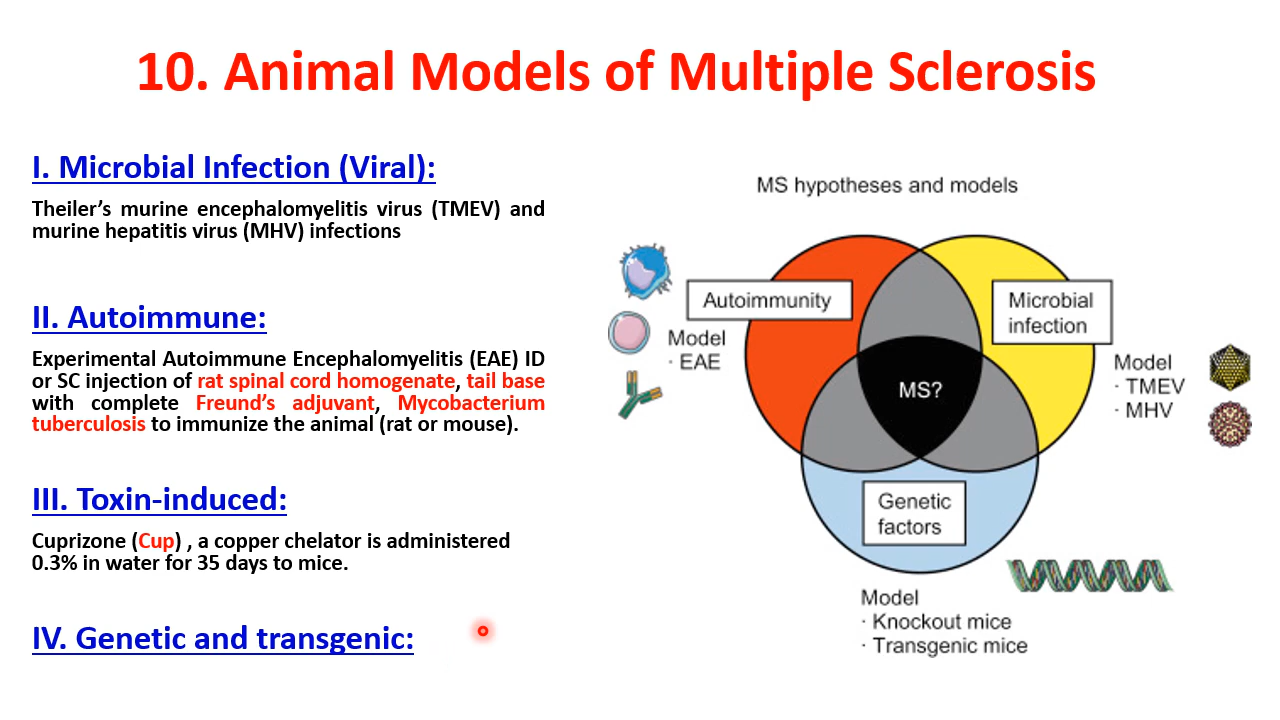 10. Animal Models of Multiple Sclerosis
I. Microbial Infection (Viral):
Theiler’s murine encephalomyelitis virus (TMEV) and
murine hepatitis virus (MHV) infections
II. Autoimmune:
Experimental Autoimmune Encephalomyelitis (EAE) ID
or SC injection of rat spinal cord homogenate, tail base
with complete Freund’s adjuvant, Mycobacterium
tuberculosis to immunize the animal (rat or mouse).
III. Toxin-induced:
Cuprizone (Cup) , a copper chelator is administered
0.3% in water for 35 days to mice.
IV. Genetic and transgenic:
MS hypotheses and models
Autoimmunity
Model
· EAE
Microbial
infection
Model
· TMEV
· MHV
MS?
Genetic
factors
Model
· Knockout mice
· Transgenic mice